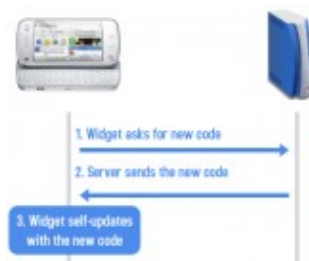 1. Widget asks for new code
2. Server sends the new code
3. Widget self-updates
with the new code